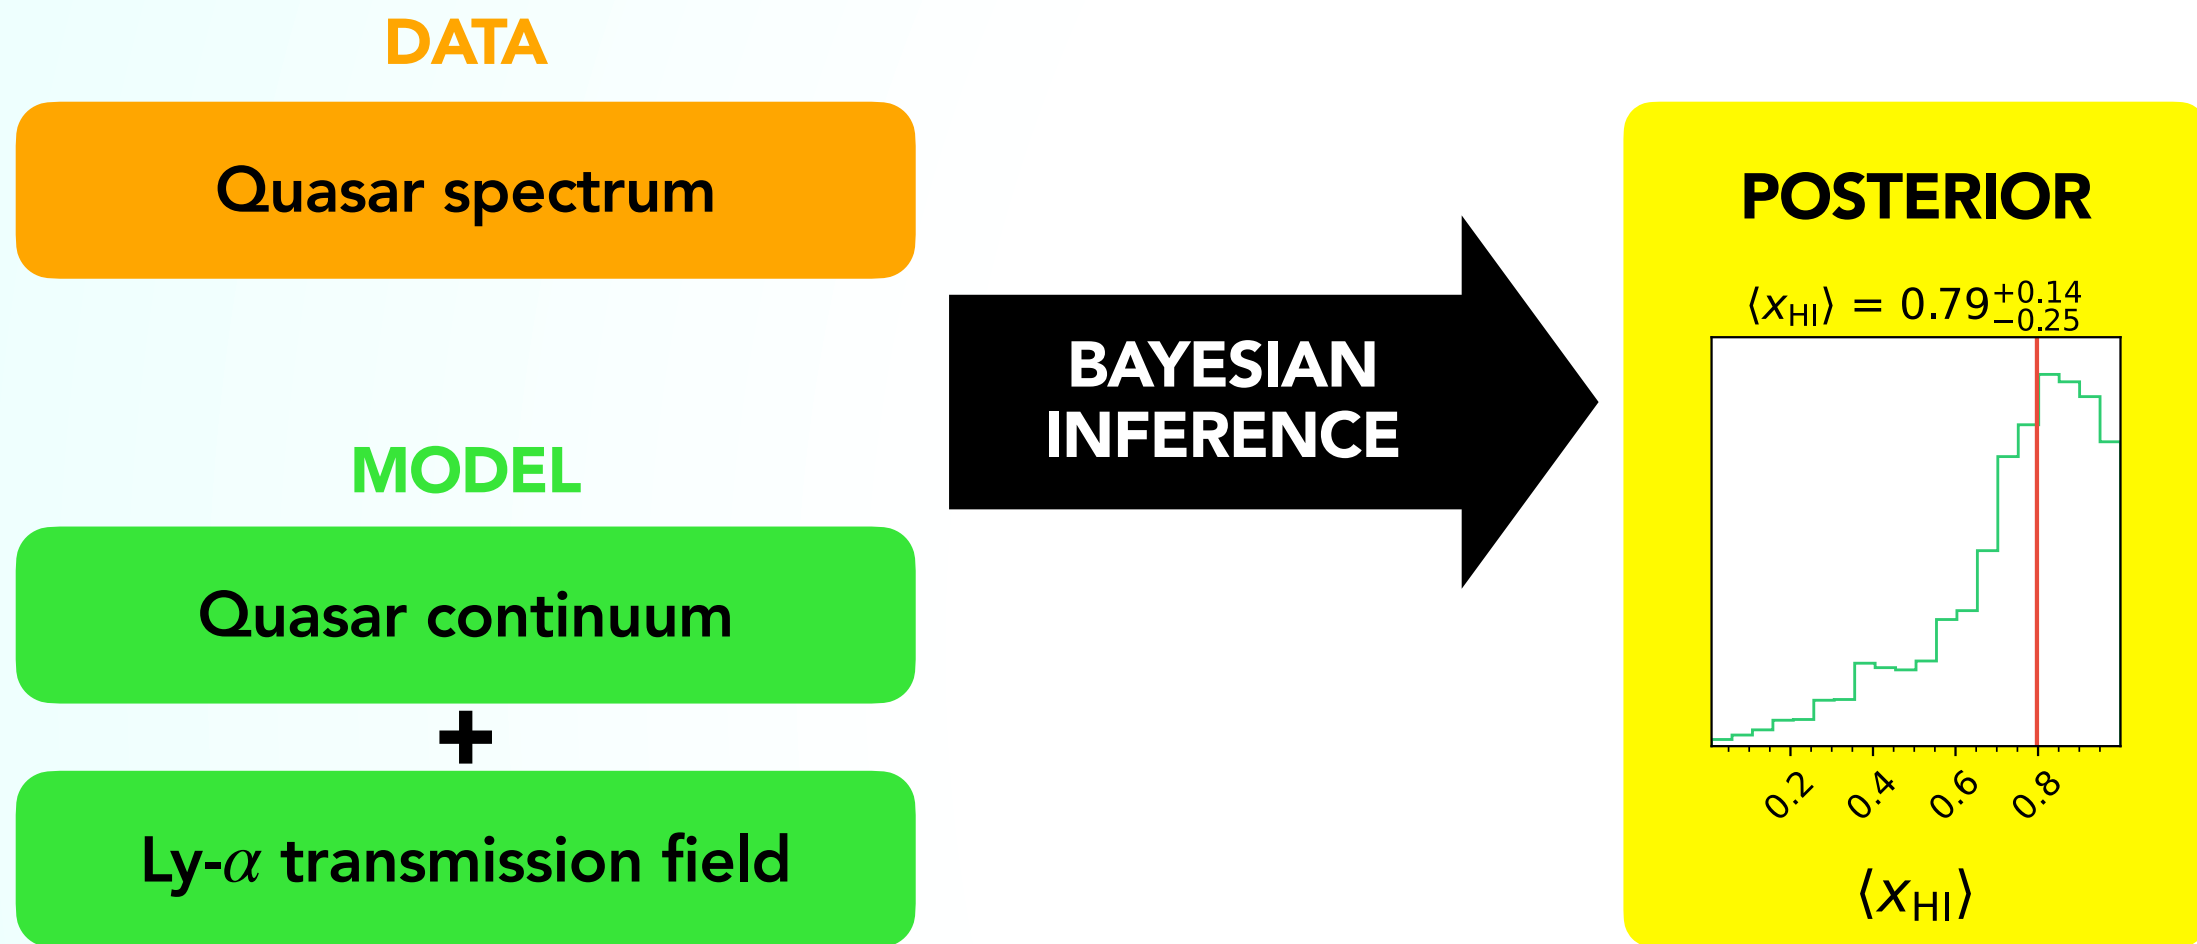 DATA
Quasar spectrum
MODEL
Quasar continuum
+
Ly-α transmission field
BAYESIAN
INFERENCE
POSTERIOR
⟨x_HI⟩ = 0.79^{+0.14}_{−0.25}
0.2 0.4 0.6 0.8
⟨x_HI⟩